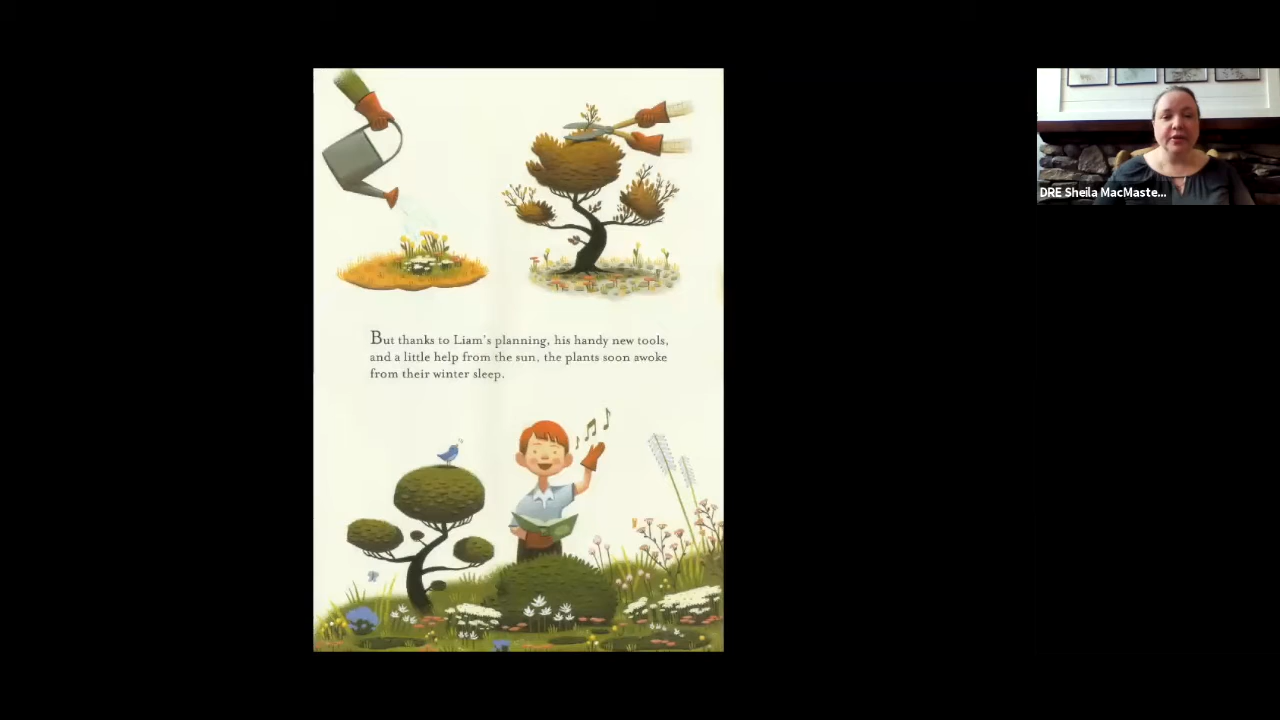 But thanks to Liam's planning, his handy new tools,
and a little help from the sun, the plants soon awoke
from their winter sleep.
DRE Sheila MacMaste...